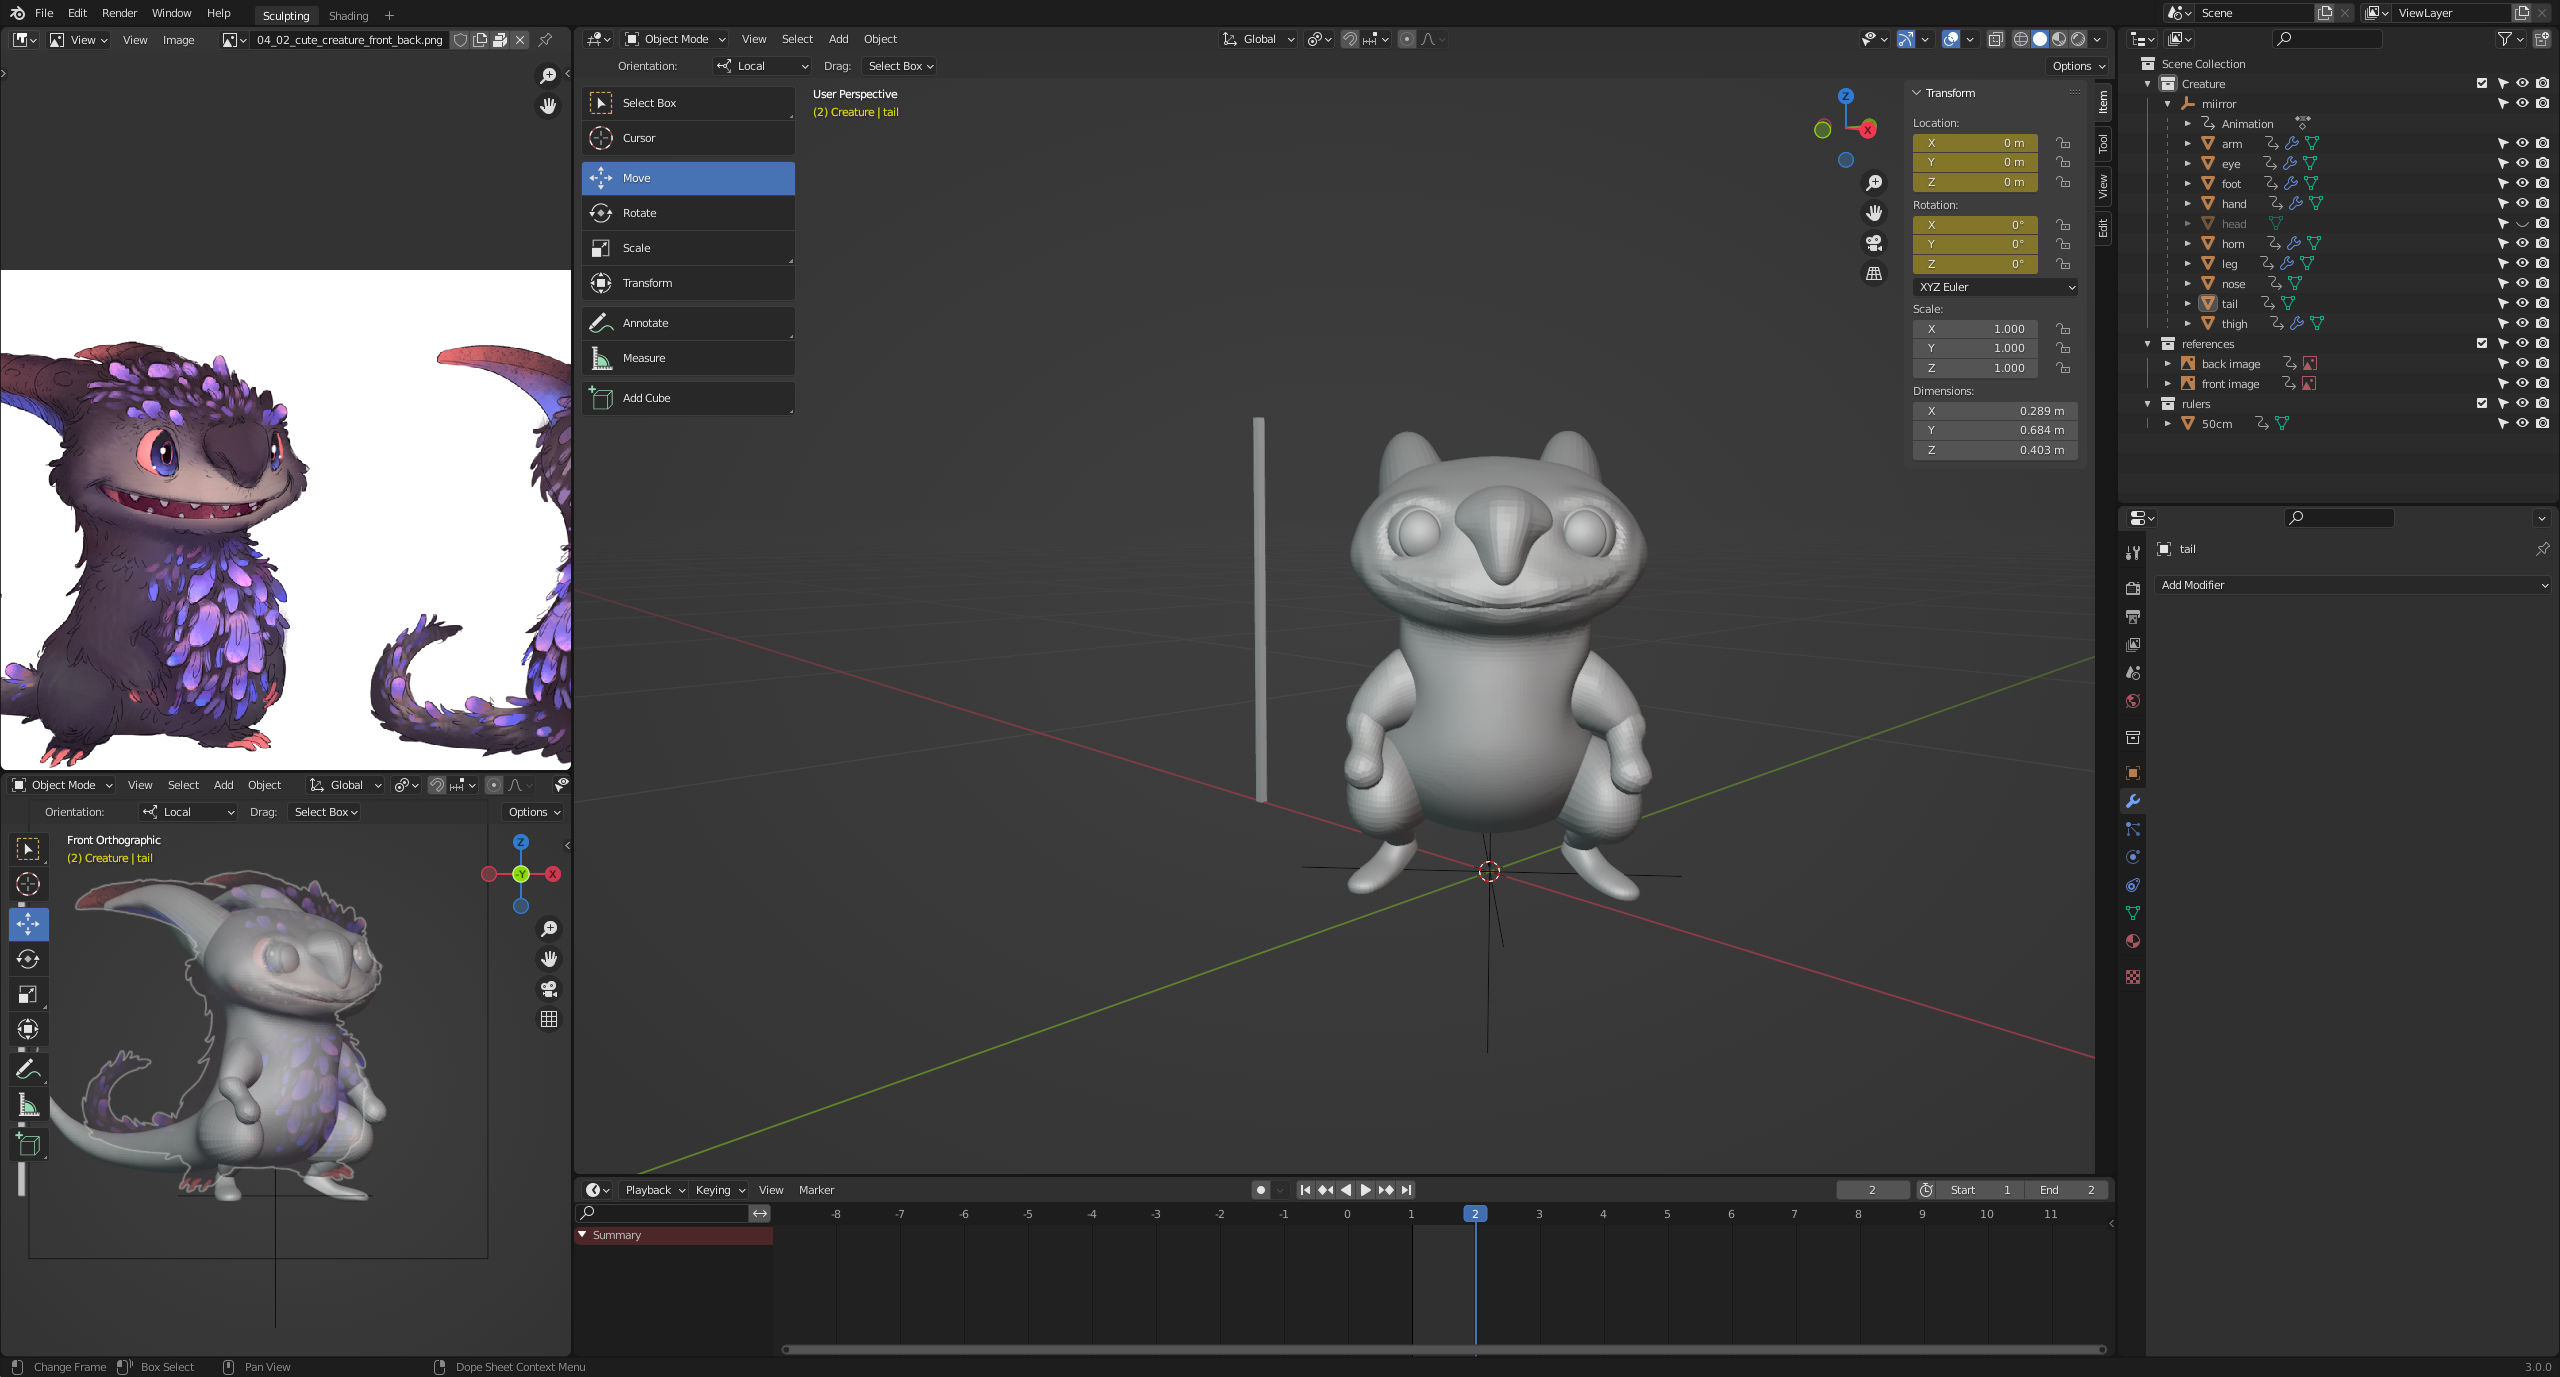 File Edit Render Window Help Sculpting Shading + Scene ViewLayer
View View Image 04_02_cute_creature_front_back.png
Object Mode View Select Add Object Global
Orientation: Local Drag: Select Box Options
Select Box
Cursor
Move
Rotate
Scale
Transform
Annotate
Measure
Add Cube
User Perspective
(2) Creature | tail
Z
X
Transform
Location:
X 0 m
Y 0 m
Z 0 m
Rotation:
X 0°
Y 0°
Z 0°
XYZ Euler
Scale:
X 1.000
Y 1.000
Z 1.000
Dimensions:
X 0.289 m
Y 0.684 m
Z 0.403 m
Item
Tool
View
Edit
Scene Collection
Creature
miirror
Animation
arm
eye
foot
hand
head
horn
leg
nose
tail
thigh
references
back image
front image
rulers
50cm
tail
Add Modifier
Object Mode View Select Add Object Global
Orientation: Local Drag: Select Box Options
Front Orthographic
(2) Creature | tail
Z
-Y X
Playback Keying View Marker 2 Start 1 End 2
-8 -7 -6 -5 -4 -3 -2 -1 0 1 2 3 4 5 6 7 8 9 10 11
Summary
Change Frame Box Select Pan View Dope Sheet Context Menu 3.0.0